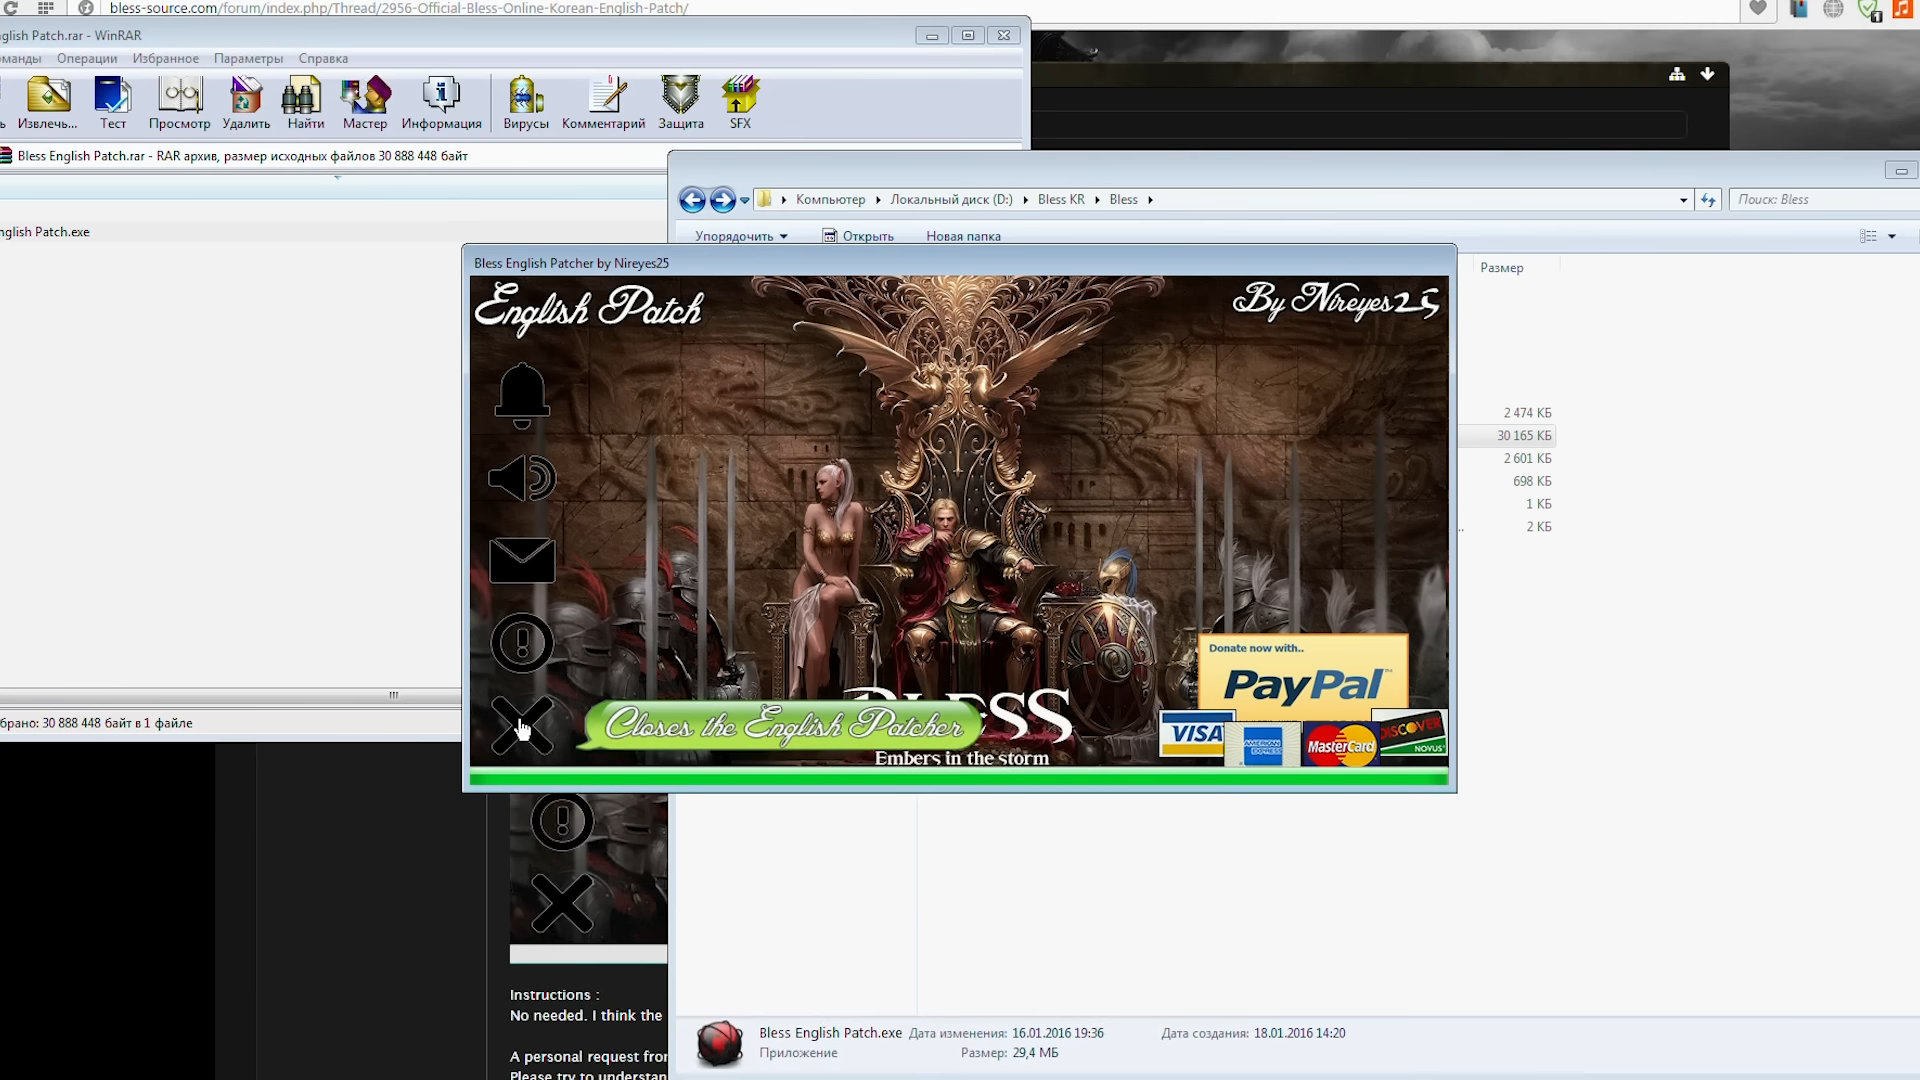 bless-source.com/forum/index.php/Thread/2956-Official-Bless-Online-Korean-English-Patch/
glish Patch.rar - WinRAR
манды Операции Избранное Параметры Справка
Извлечь... Тест Просмотр Удалить Найти Мастер Информация Вирусы Комментарий Защита SFX
Bless English Patch.rar - RAR архив, размер исходных файлов 30 888 448 байт
nglish Patch.exe
Компьютер Локальный диск (D:) Bless KR Bless
Поиск: Bless
Упорядочить Открыть Новая папка
Размер
2 474 КБ
30 165 КБ
2 601 КБ
698 КБ
1 КБ
.. 2 КБ
Bless English Patcher by Nireyes25
English Patch
By Nireyes25
Donate now with..
PayPal
VISA
AMERICAN EXPRESS
MasterCard
DISCOVER
NOVUS
Closes the English Patcher
BLESS
Embers in the storm
брано: 30 888 448 байт в 1 файле
Instructions :
No needed. I think the
A personal request from
Please try to understan
Bless English Patch.exe Дата изменения: 16.01.2016 19:36 Дата создания: 18.01.2016 14:20
Приложение Размер: 29,4 МБ